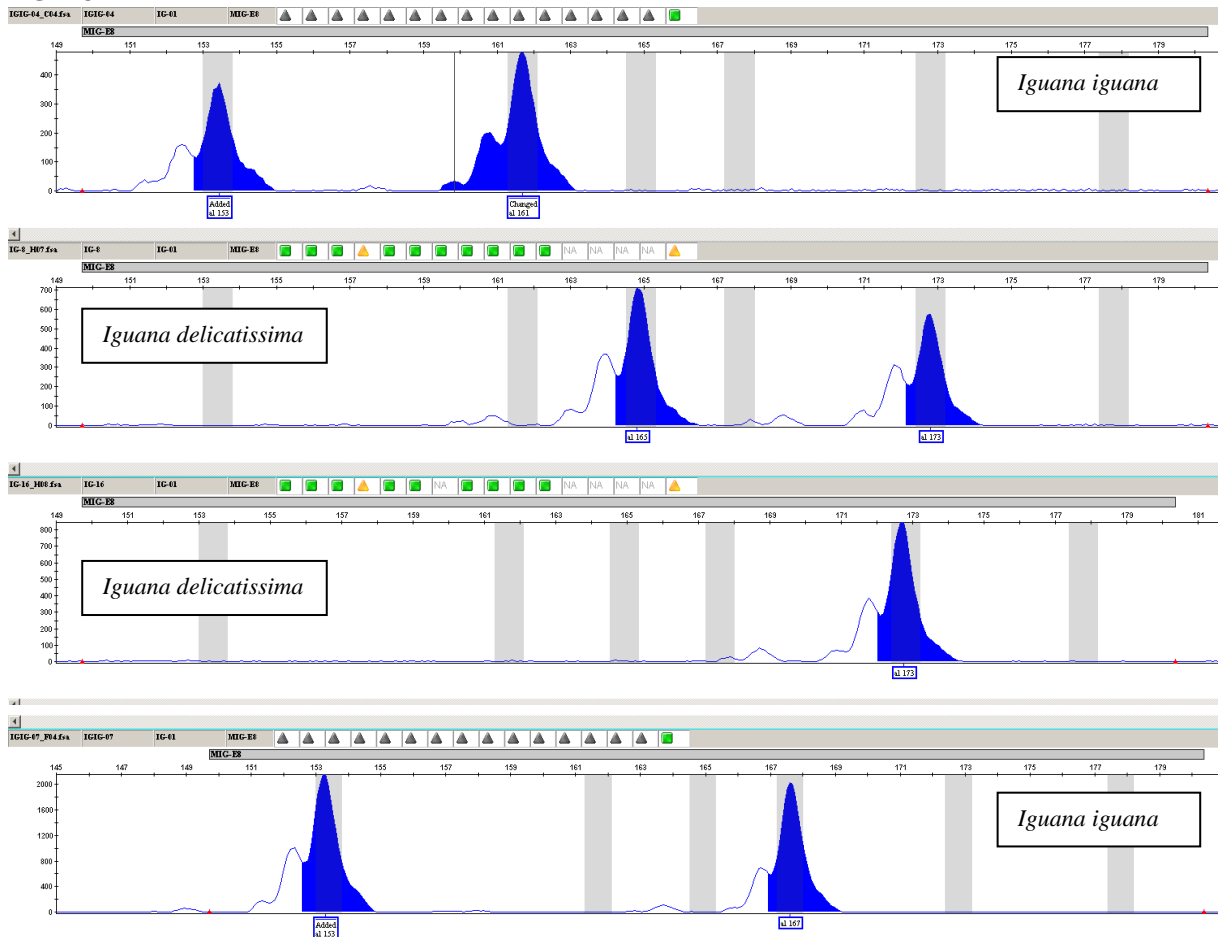 IGIG-04_C04.fsa IGIG-04 IG-01 MIG-E8
MIG-E8
149 151 153 155 157 159 161 163 165 167 169 171 173 175 177 179
400
300
200
100
0
Iguana iguana
Added
al 153
Changed
al 161
IG-8_H07.fsa IG-8 IG-01 MIG-E8 NA NA NA NA
MIG-E8
149 151 153 155 157 159 161 163 165 167 169 171 173 175 177 179
700
600
500
400
300
200
100
0
Iguana delicatissima
al 165
al 173
IG-16_H08.fsa IG-16 IG-01 MIG-E8 NA NA NA NA NA
MIG-E8
149 151 153 155 157 159 161 163 165 167 169 171 173 175 177 179 181
800
700
600
500
400
300
200
100
0
Iguana delicatissima
al 173
IGIG-07_F04.fsa IGIG-07 IG-01 MIG-E8
MIG-E8
145 147 149 151 153 155 157 159 161 163 165 167 169 171 173 175 177 179
2000
1600
1200
800
400
0
Iguana iguana
Added
al 153
al 167